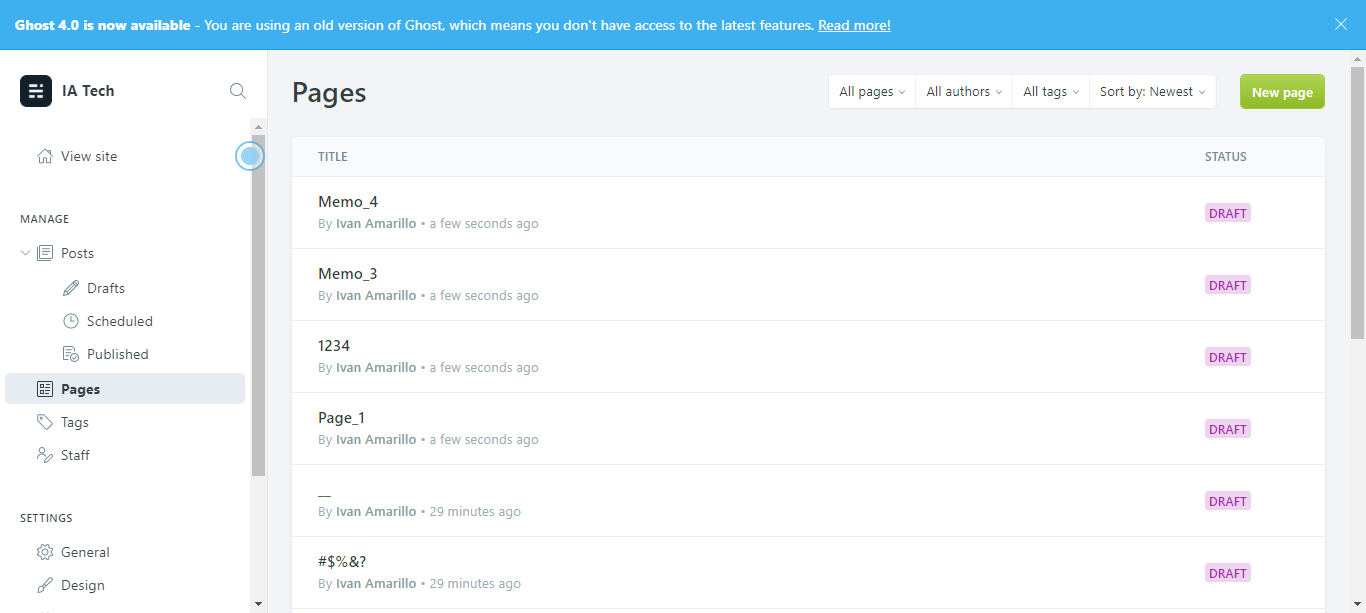 Ghost 4.0 is now available - You are using an old version of Ghost, which means you don't have access to the latest features. Read more!
IA Tech
View site
MANAGE
Posts
Drafts
Scheduled
Published
Pages
Tags
Staff
SETTINGS
General
Design
Pages
All pages
All authors
All tags
Sort by: Newest
New page
TITLE
STATUS
Memo_4
By Ivan Amarillo • a few seconds ago
DRAFT
Memo_3
By Ivan Amarillo • a few seconds ago
DRAFT
1234
By Ivan Amarillo • a few seconds ago
DRAFT
Page_1
By Ivan Amarillo • a few seconds ago
DRAFT
__
By Ivan Amarillo • 29 minutes ago
DRAFT
#$%&?
By Ivan Amarillo • 29 minutes ago
DRAFT